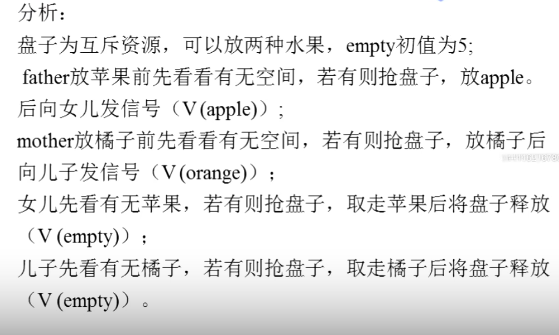 分析：
盘子为互斥资源，可以放两种水果，empty初值为5;
father放苹果前先看看有无空间，若有则抢盘子，放apple。
后向女儿发信号（V (apple)）;
mother放橘子前先看看有无空间，若有则抢盘子，放橘子后
向儿子发信号（V (orange)）；
女儿先看有无苹果，若有则抢盘子，取走苹果后将盘子释放
（V (empty)）；
儿子先看有无橘子，若有则抢盘子，取走橘子后将盘子释放
（V (empty)）。